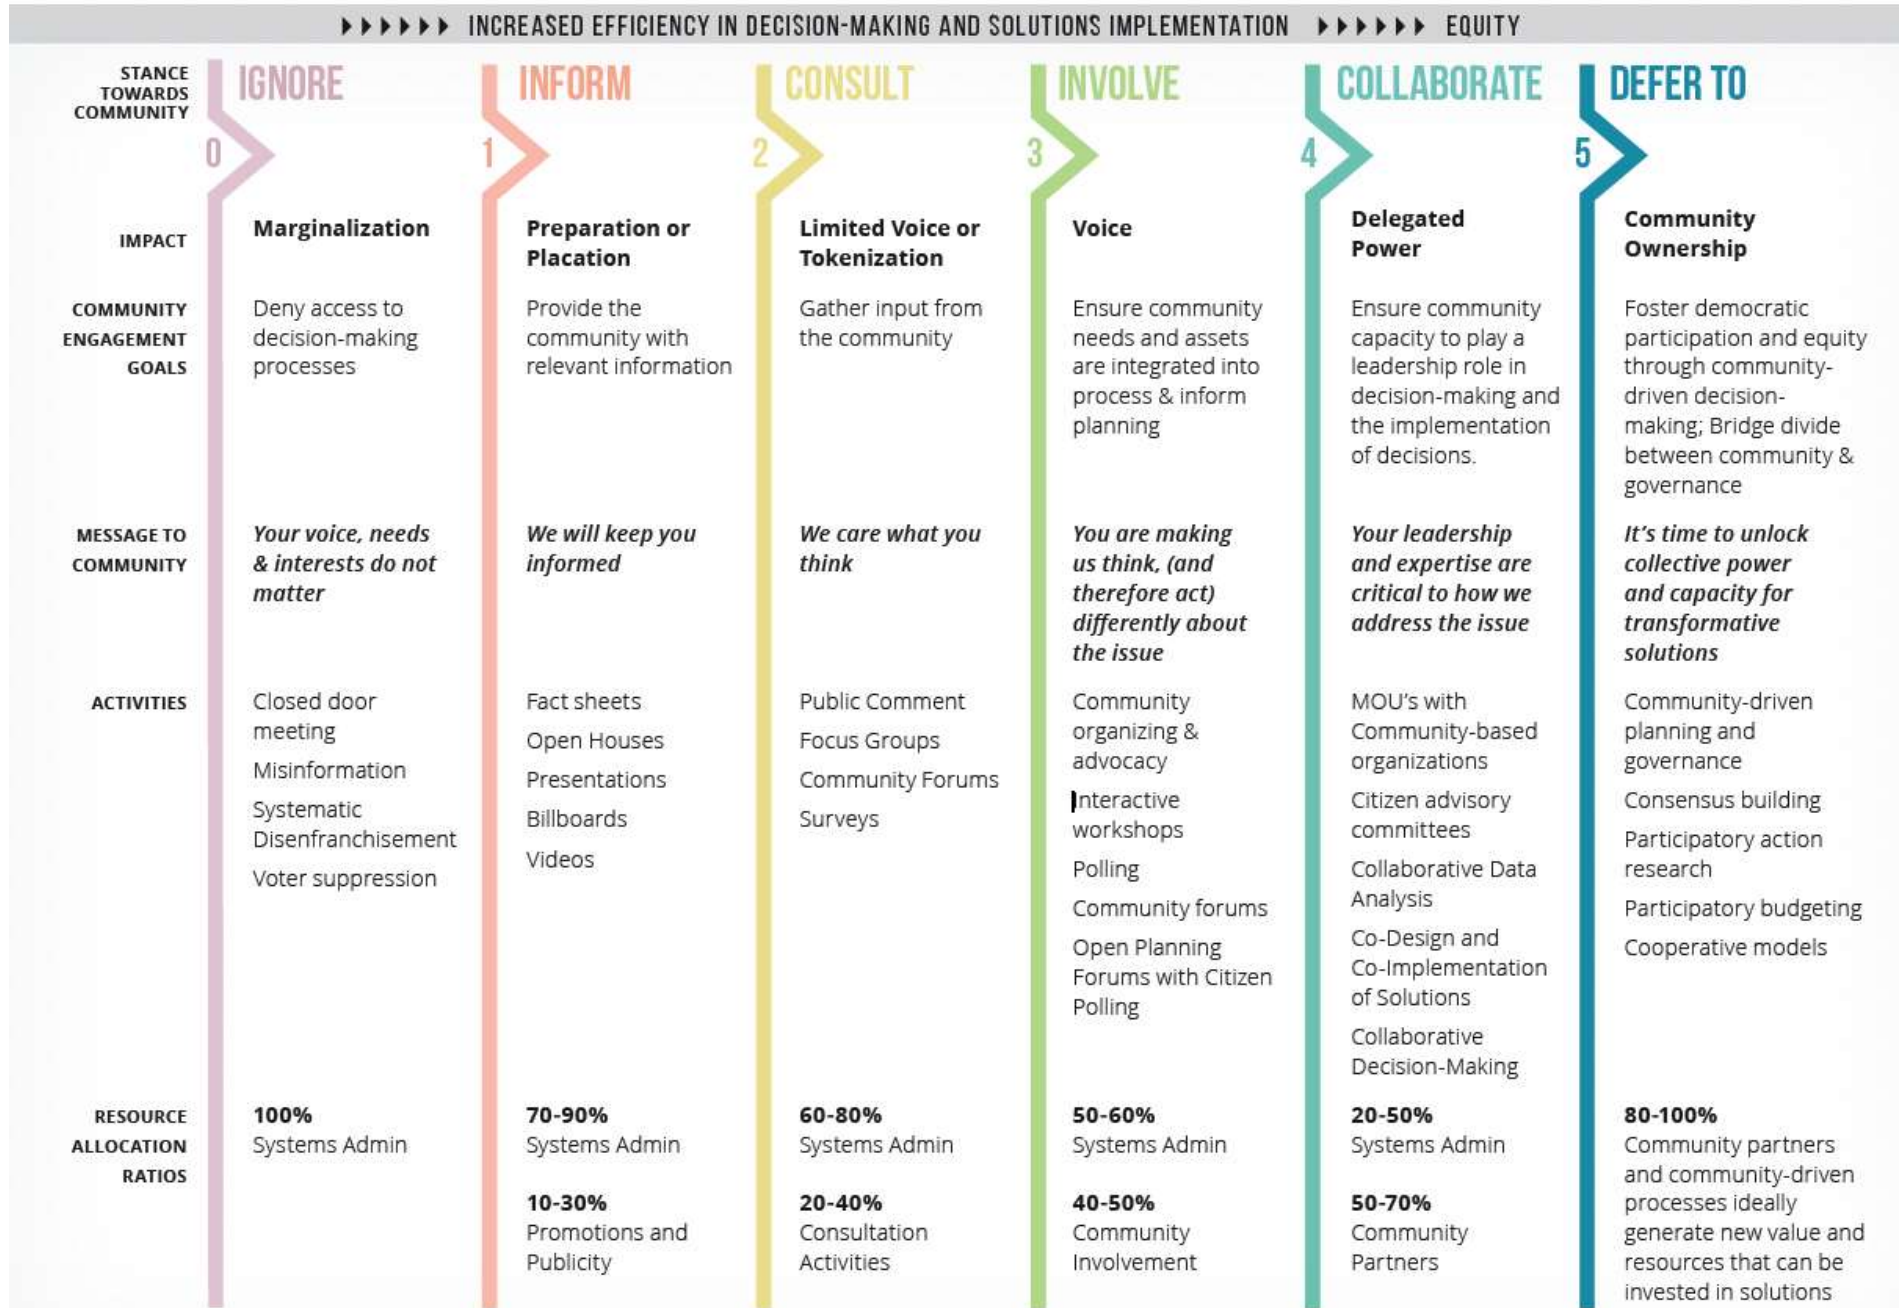 INCREASED EFFICIENCY IN DECISION-MAKING AND SOLUTIONS IMPLEMENTATION EQUITY
STANCE
TOWARDS
COMMUNITY
IGNORE
0
INFORM
1
CONSULT
2
INVOLVE
3
COLLABORATE
4
DEFER TO
5
IMPACT
Marginalization
Preparation or
Placation
Limited Voice or
Tokenization
Voice
Delegated
Power
Community
Ownership
COMMUNITY
ENGAGEMENT
GOALS
Deny access to
decision-making
processes
Provide the
community with
relevant information
Gather input from
the community
Ensure community
needs and assets
are integrated into
process & inform
planning
Ensure community
capacity to play a
leadership role in
decision-making and
the implementation
of decisions.
Foster democratic
participation and equity
through community-
driven decision-
making; Bridge divide
between community &
governance
MESSAGE TO
COMMUNITY
Your voice, needs
& interests do not
matter
We will keep you
informed
We care what you
think
You are making
us think, (and
therefore act)
differently about
the issue
Your leadership
and expertise are
critical to how we
address the issue
It's time to unlock
collective power
and capacity for
transformative
solutions
ACTIVITIES
Closed door
meeting
Misinformation
Systematic
Disenfranchisement
Voter suppression
Fact sheets
Open Houses
Presentations
Billboards
Videos
Public Comment
Focus Groups
Community Forums
Surveys
Community
organizing &
advocacy
Interactive
workshops
Polling
Community forums
Open Planning
Forums with Citizen
Polling
MOU's with
Community-based
organizations
Citizen advisory
committees
Collaborative Data
Analysis
Co-Design and
Co-Implementation
of Solutions
Collaborative
Decision-Making
Community-driven
planning and
governance
Consensus building
Participatory action
research
Participatory budgeting
Cooperative models
RESOURCE
ALLOCATION
RATIOS
100%
Systems Admin
70-90%
Systems Admin
10-30%
Promotions and
Publicity
60-80%
Systems Admin
20-40%
Consultation
Activities
50-60%
Systems Admin
40-50%
Community
Involvement
20-50%
Systems Admin
50-70%
Community
Partners
80-100%
Community partners
and community-driven
processes ideally
generate new value and
resources that can be
invested in solutions